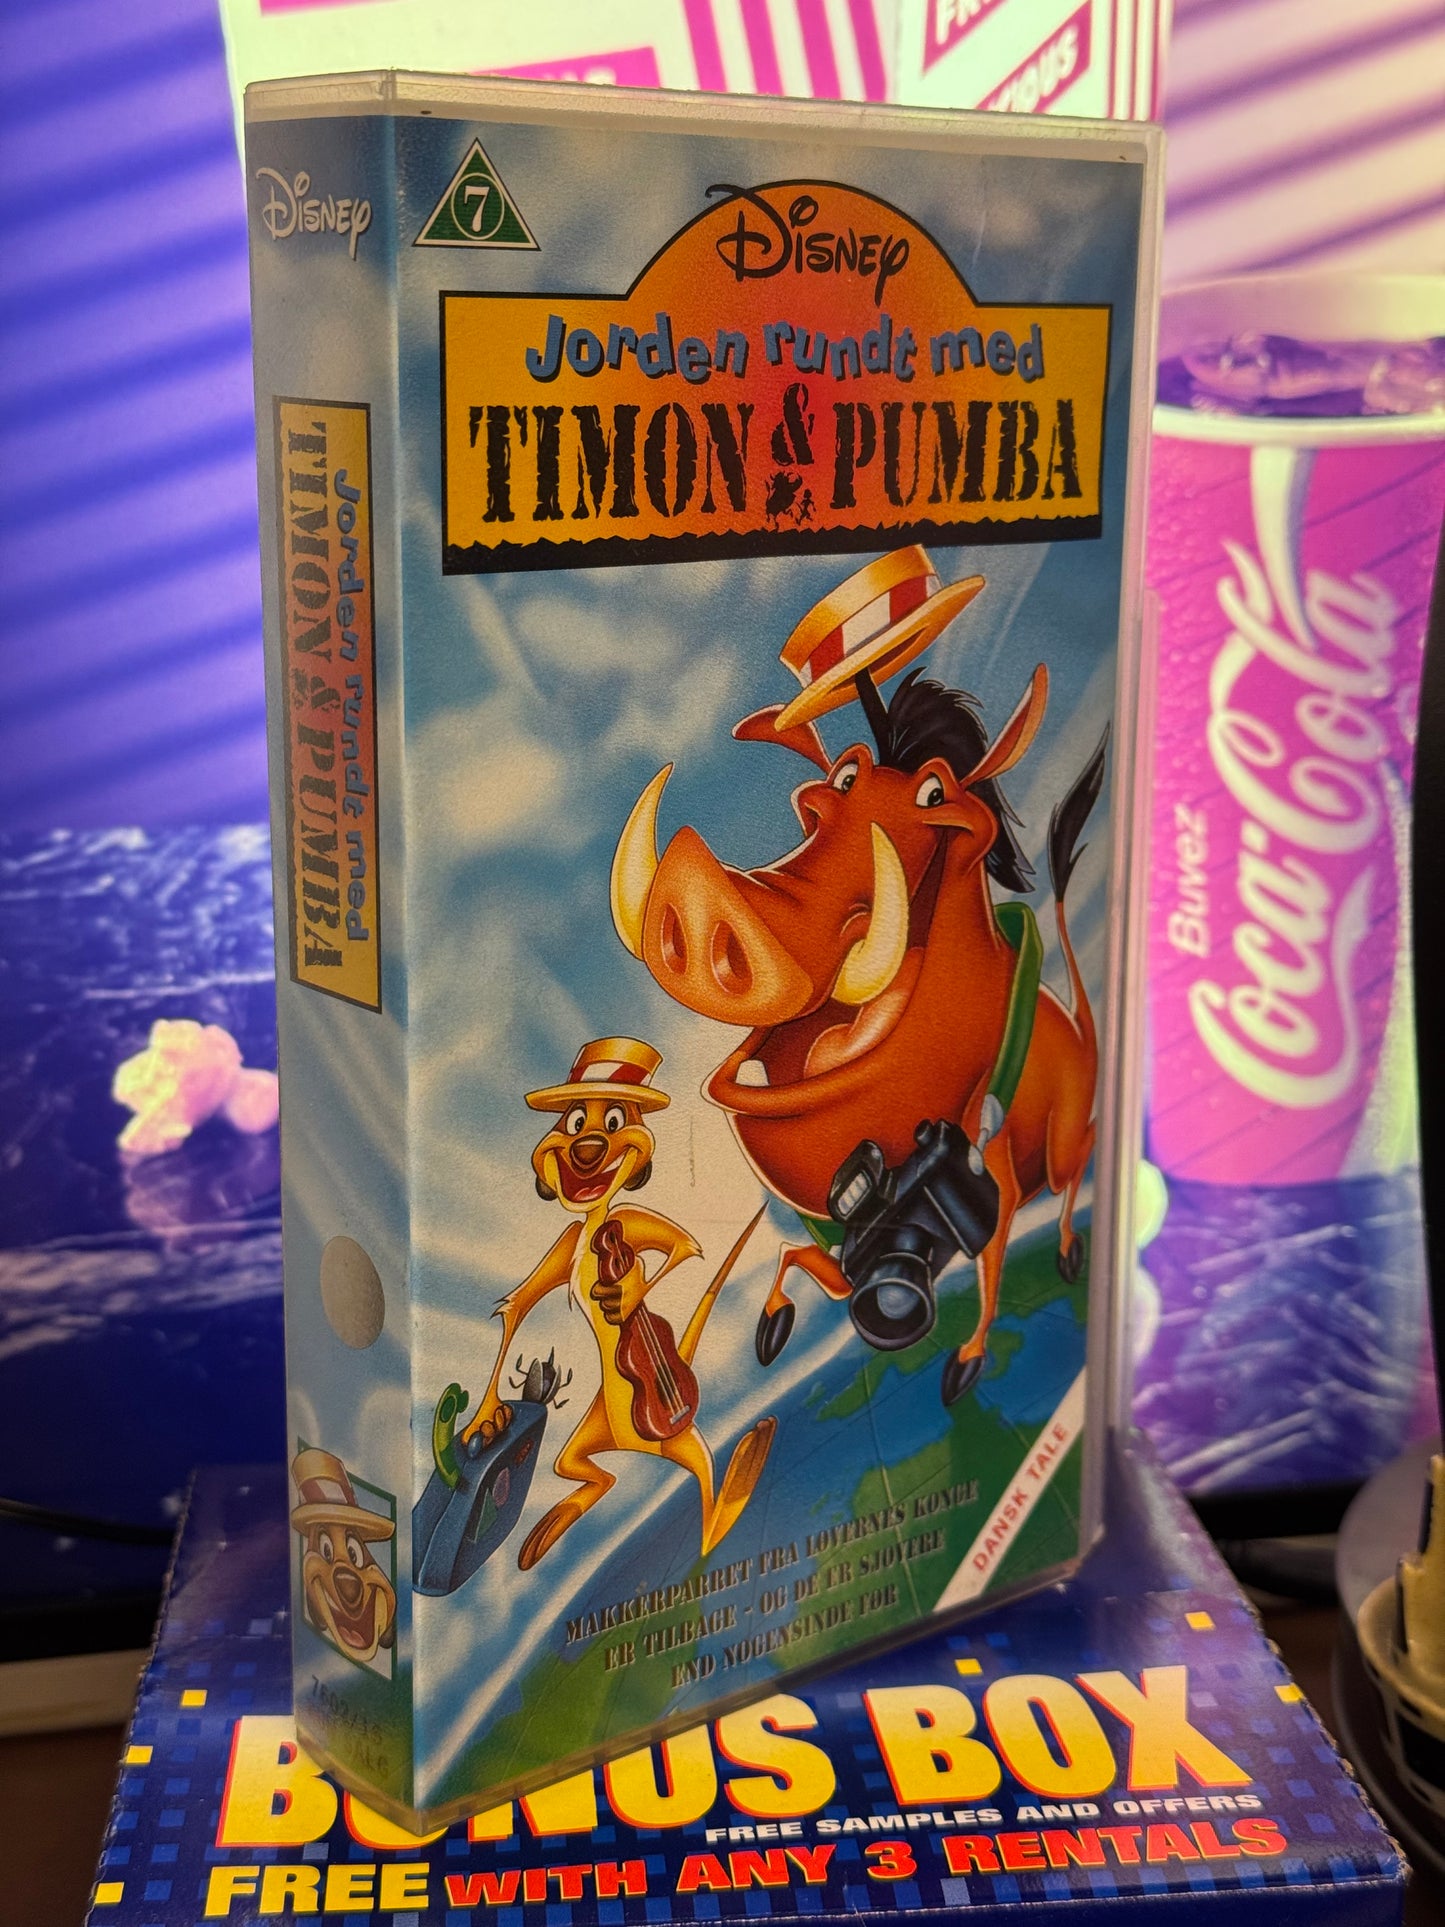 Disney
Jorden rundt med
TIMON & PUMBA
7602/35
7
Disney
Jorden rundt med
TIMON & PUMBA
MAKKERPARRET FRA LØVERNES KONGE
ER TILBAGE - OG DE ER SJOVERE
END NOGENSINDE FØR
DANSK TALE
Buvez
Coca-Cola
BONUS BOX
FREE SAMPLES AND OFFERS
FREE WITH ANY 3 RENTALS